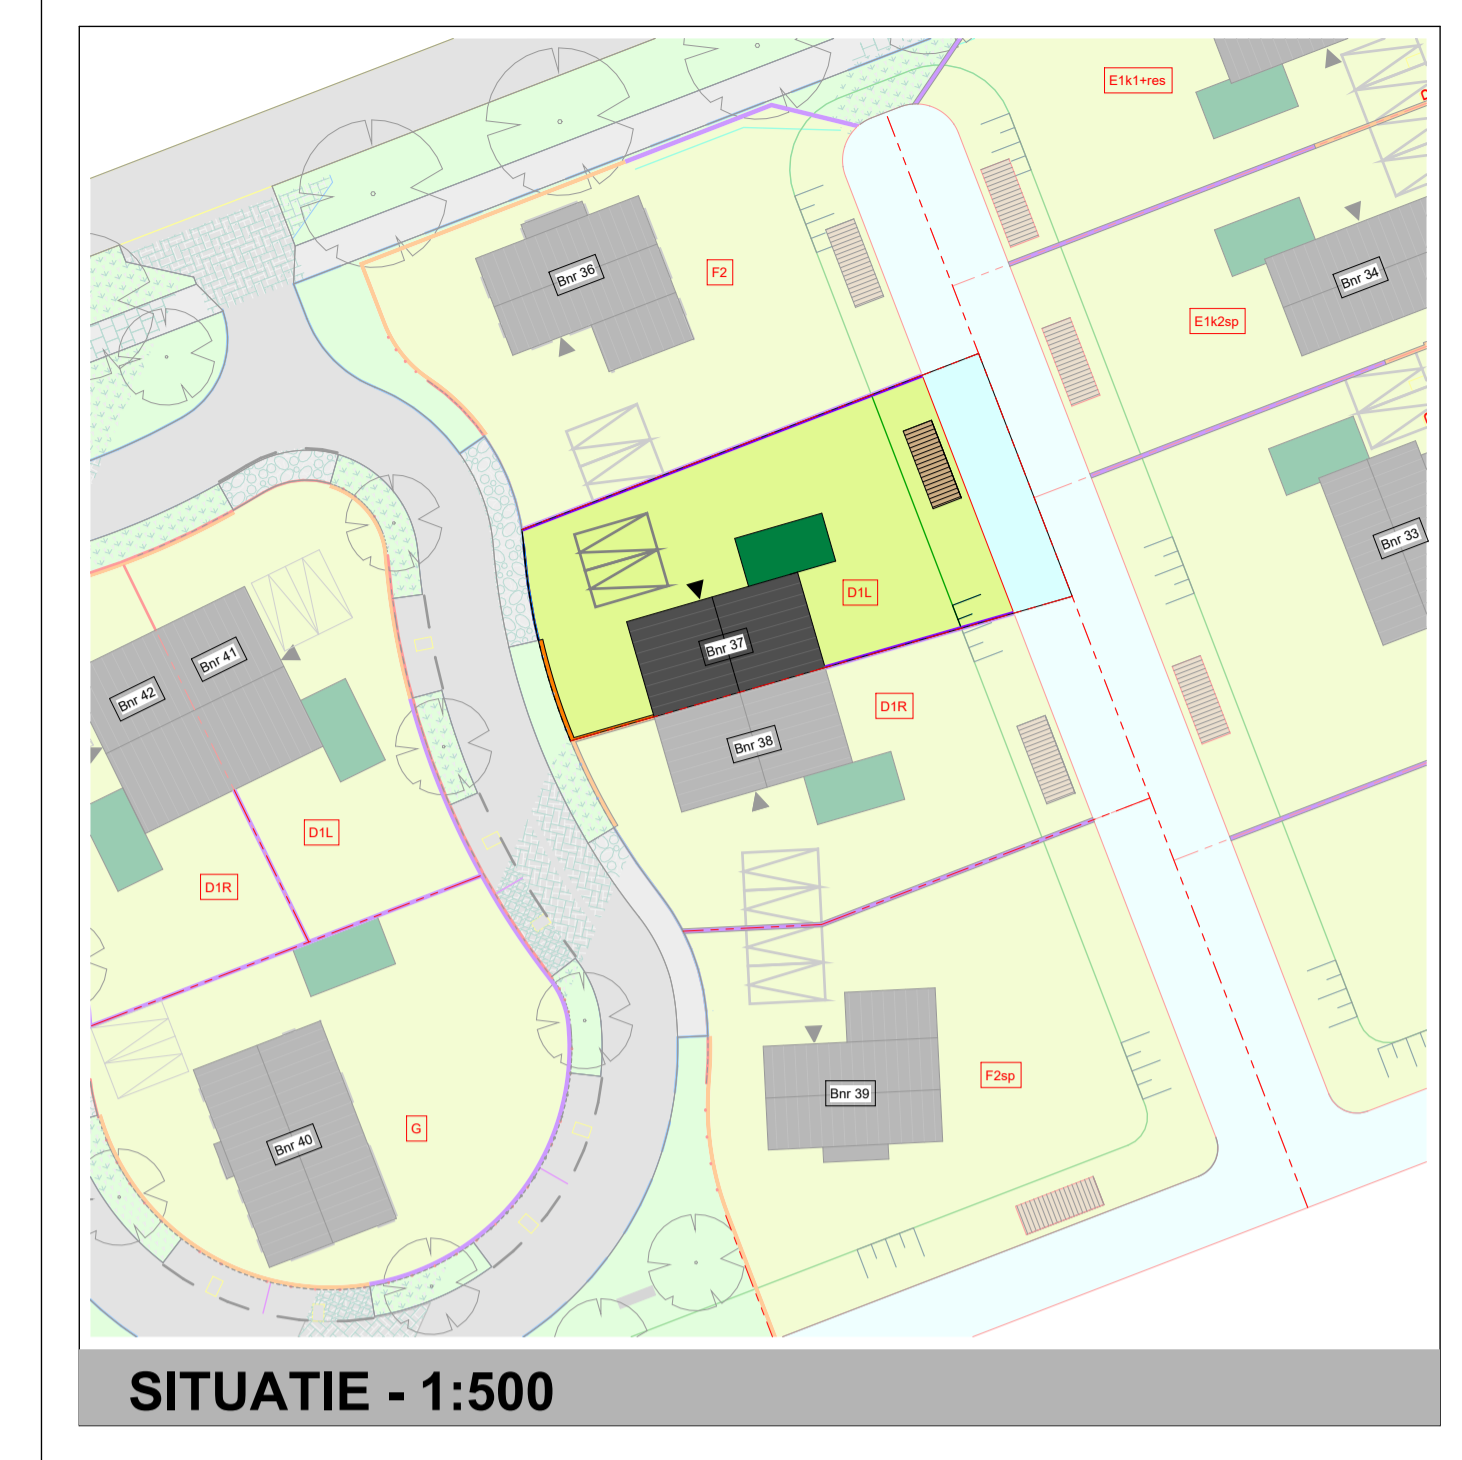 E1k1+res
Bnr 36
F2
Bnr 34
E1k2sp
Bnr 33
D1L
Bnr 37
Bnr 41
Bnr 42
D1R
Bnr 38
D1L
D1R
Bnr 39
F2sp
G
Bnr 40
SITUATIE - 1:500